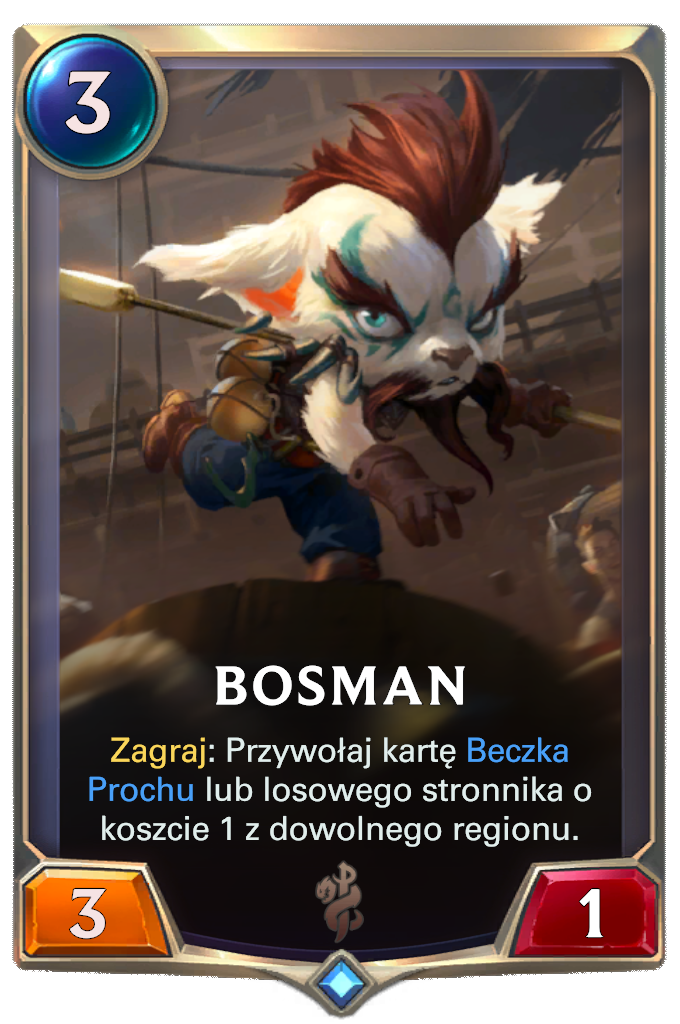 3
BOSMAN
Zagraj: Przywołaj kartę Beczka
Prochu lub losowego stronnika o
koszcie 1 z dowolnego regionu.
3
1